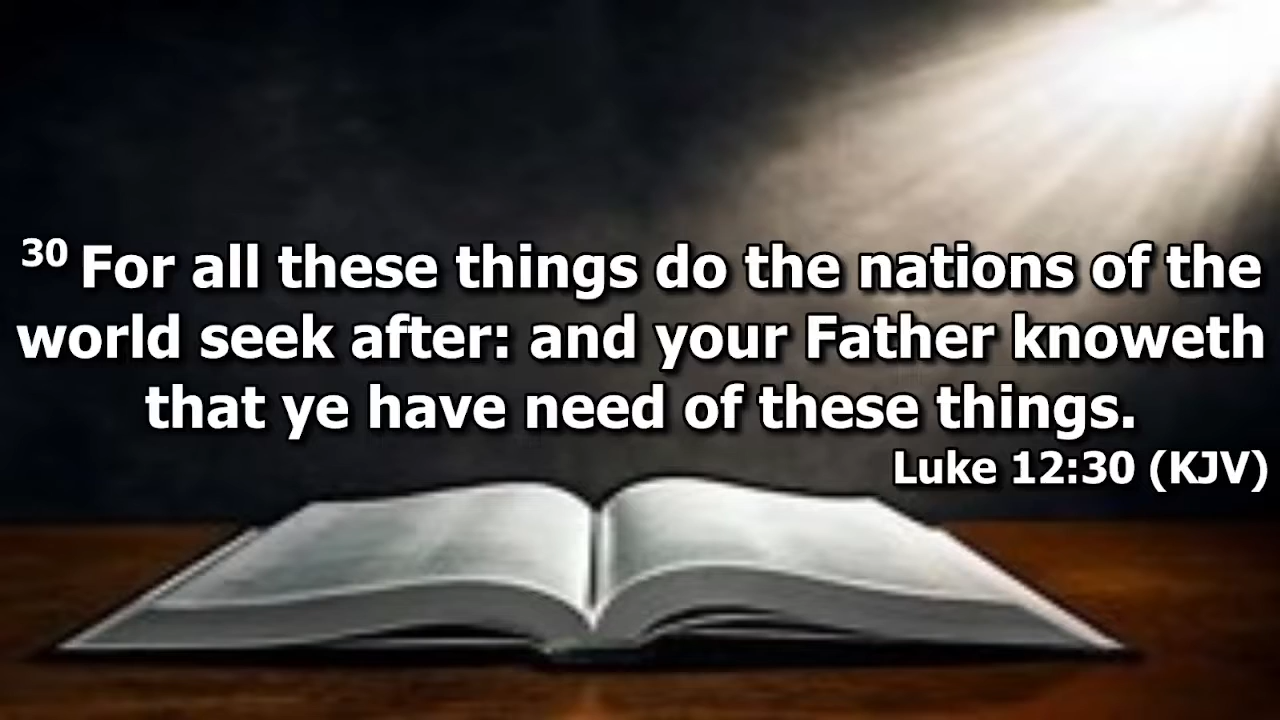 30 For all these things do the nations of the
world seek after: and your Father knoweth
that ye have need of these things.
Luke 12:30 (KJV)